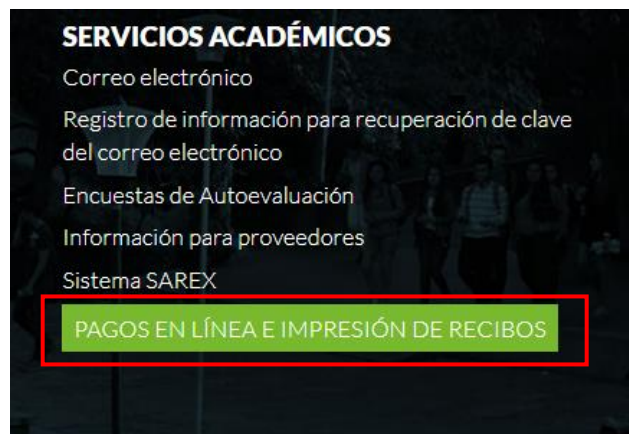 SERVICIOS ACADÉMICOS
Correo electrónico
Registro de información para recuperación de clave
del correo electrónico
Encuestas de Autoevaluación
Información para proveedores
Sistema SAREX
PAGOS EN LÍNEA E IMPRESIÓN DE RECIBOS